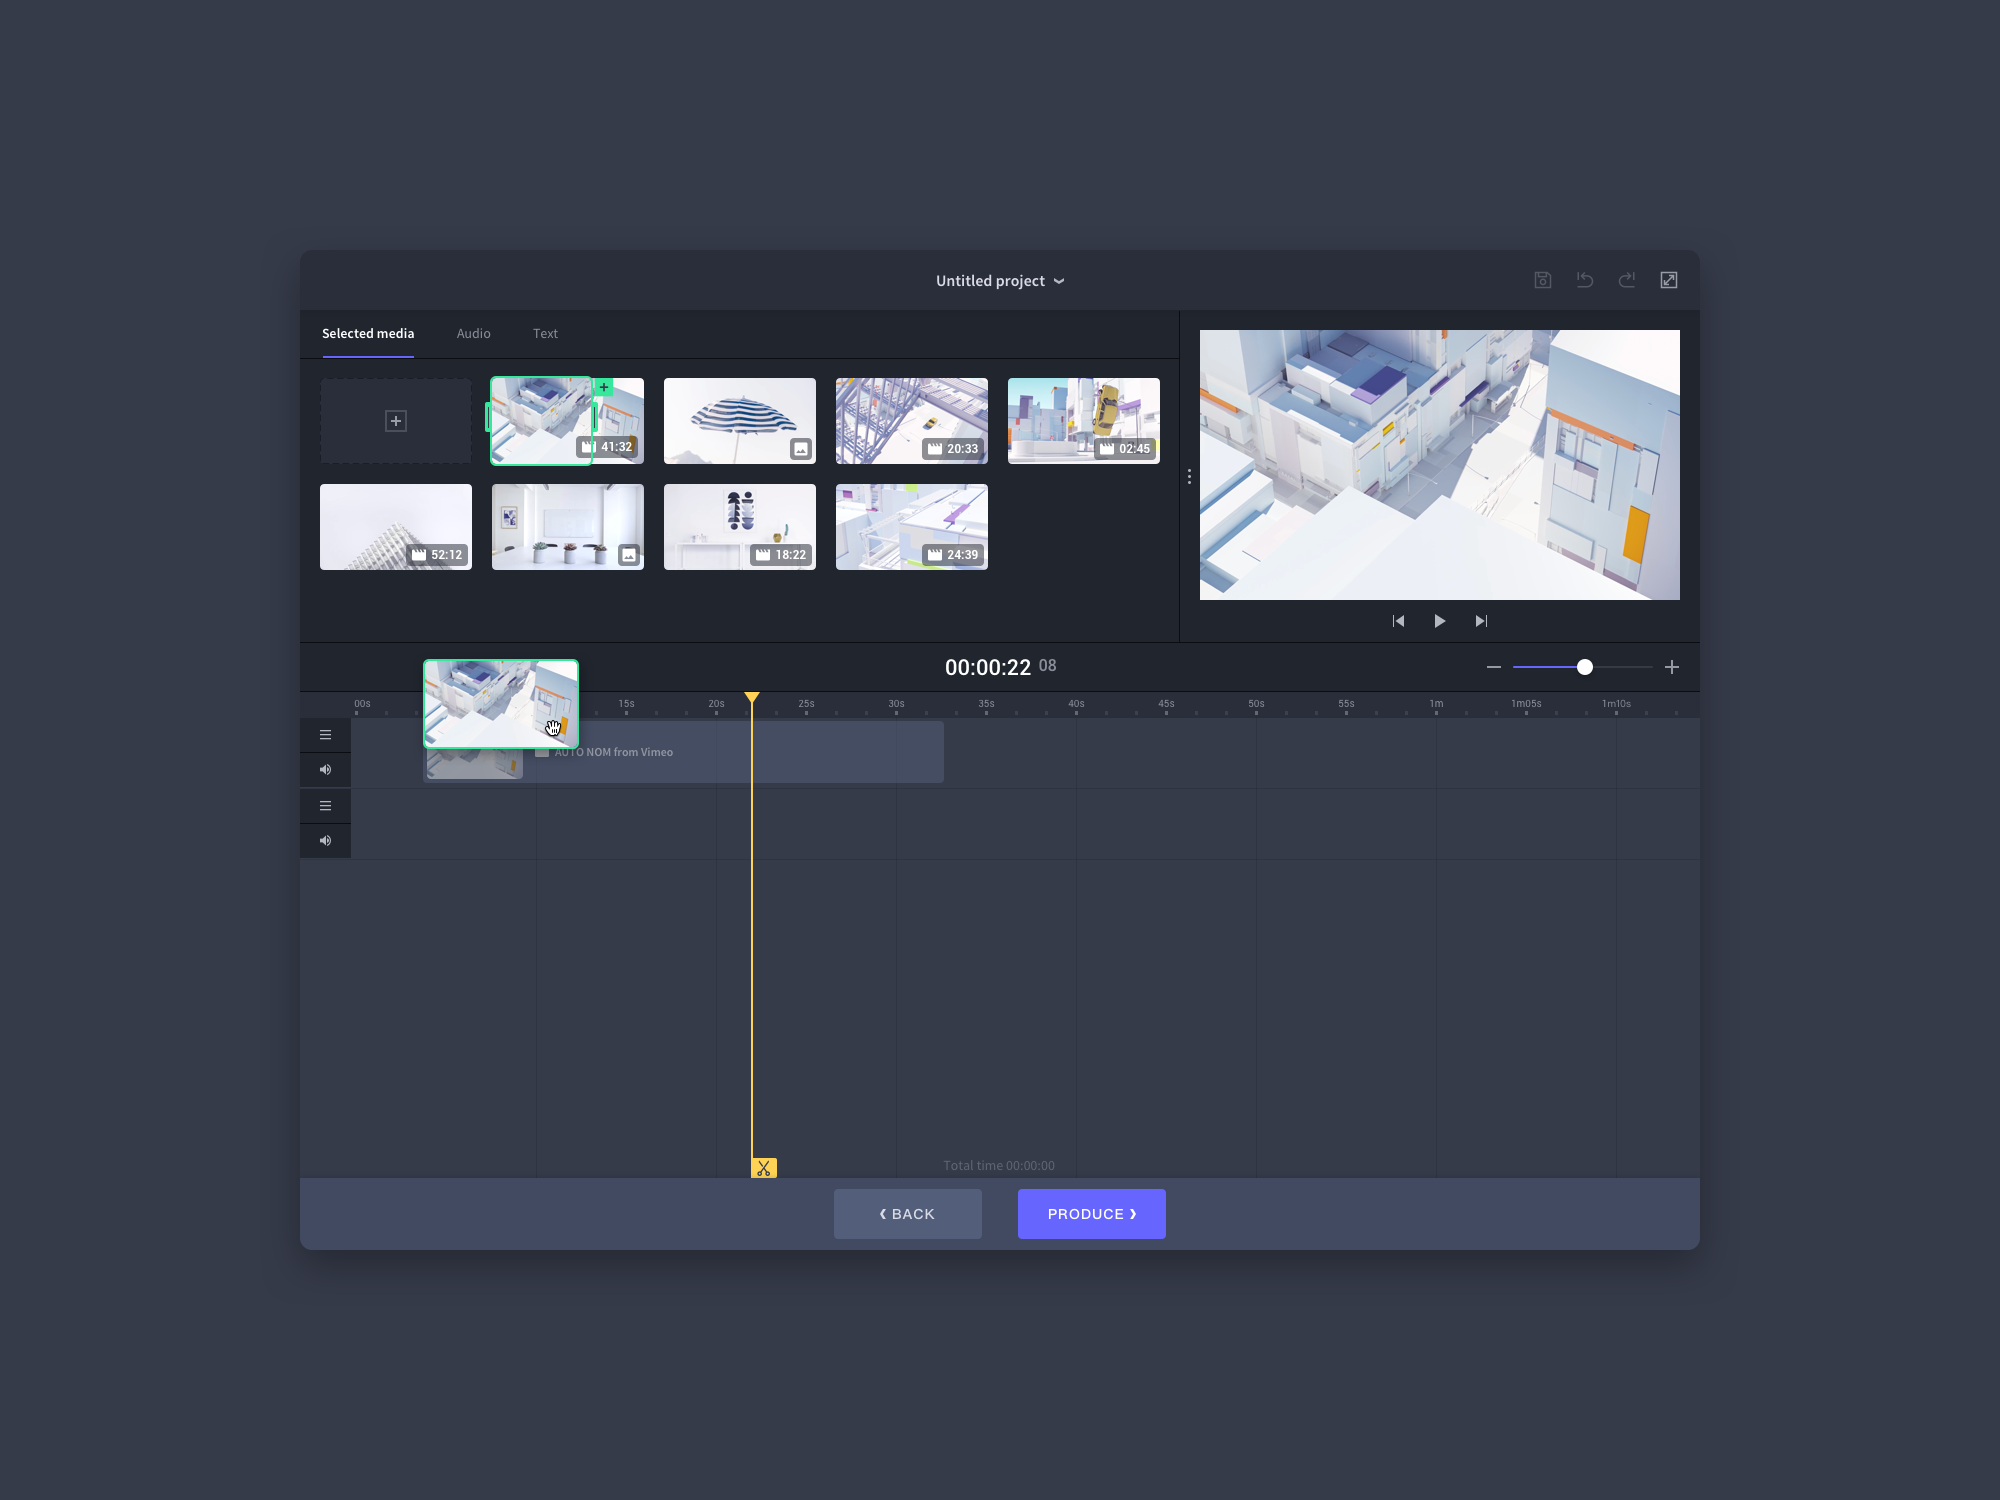 Untitled project
Selected media Audio Text
41:32
20:33
02:45
52:12
18:22
24:39
00:00:22 08
00s 15s 20s 25s 30s 35s 40s 45s 50s 55s 1m 1m05s 1m10s
AUTO NOM from Vimeo
Total time 00:00:00
‹ BACK
PRODUCE ›